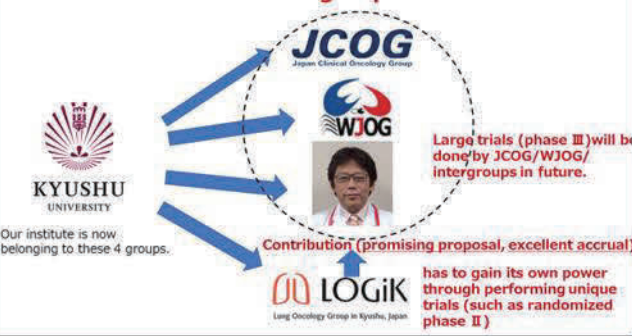 JCOG
Japan Clinical Oncology Group
WJOG
KYUSHU
UNIVERSITY
Our institute is now
belonging to these 4 groups.
Large trials (phase Ⅲ)will be
done by JCOG/WJOG/
intergroups in future.
Contribution (promising proposal, excellent accrual)
LOGiK
Lung Oncology Group in Kyushu, Japan
has to gain its own power
through performing unique
trials (such as randomized
phase Ⅱ)